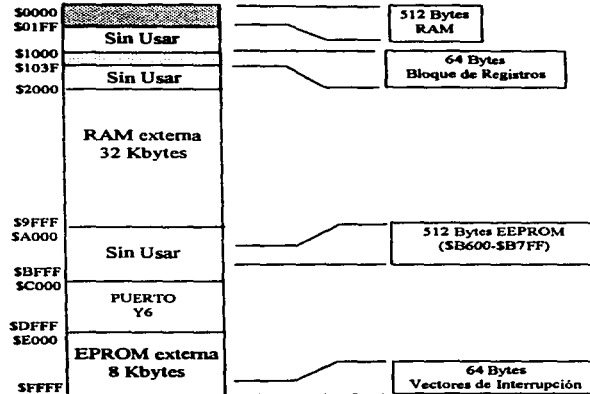 $0000
$01FF
Sin Usar
$1000
$103F
Sin Usar
$2000
RAM externa
32 Kbytes
$9FFF
$A000
Sin Usar
$BFFF
$C000
PUERTO
Y6
$DFFF
$E000
EPROM externa
8 Kbytes
$FFFF
512 Bytes
RAM
64 Bytes
Bloque de Registros
512 Bytes EEPROM
($B600-$B7FF)
64 Bytes
Vectores de Interrupción